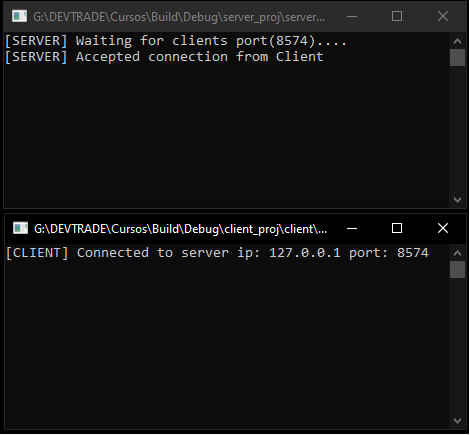 G:\DEVTRADE\Cursos\Build\Debug\server_proj\server...
[SERVER] Waiting for clients port(8574)....
[SERVER] Accepted connection from Client
G:\DEVTRADE\Cursos\Build\Debug\client_proj\client\...
[CLIENT] Connected to server ip: 127.0.0.1 port: 8574